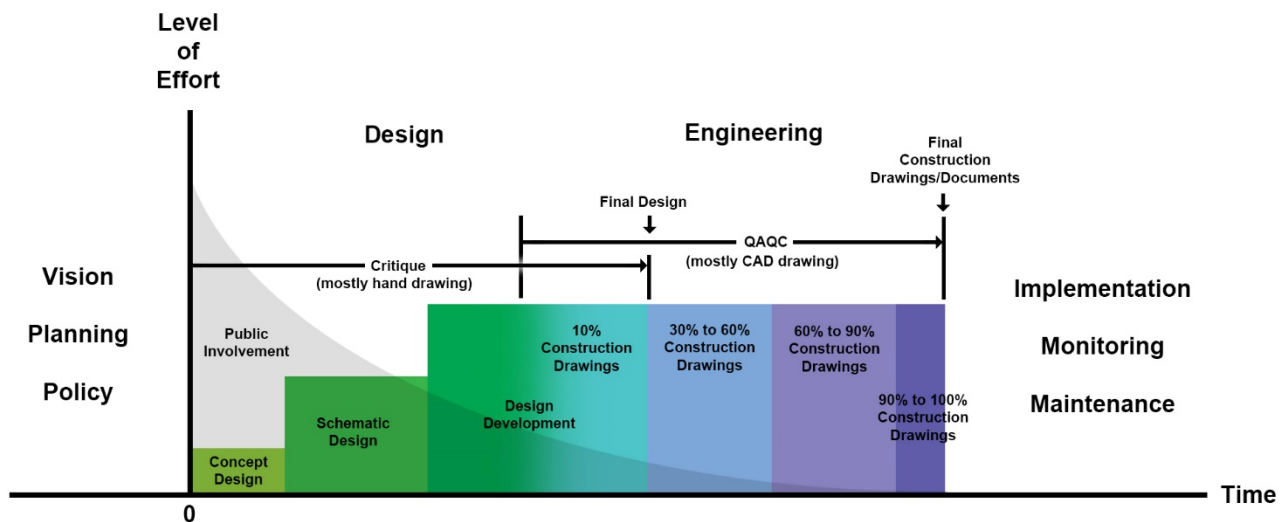 Level
of
Effort
Design
Engineering
Final
Construction
Drawings/Documents
Final Design
QAQC
(mostly CAD drawing)
Critique
(mostly hand drawing)
Vision
Planning
Policy
Public
Involvement
Concept
Design
Schematic
Design
Design
Development
10%
Construction
Drawings
30% to 60%
Construction
Drawings
60% to 90%
Construction
Drawings
90% to 100%
Construction
Drawings
Implementation
Monitoring
Maintenance
Time
0